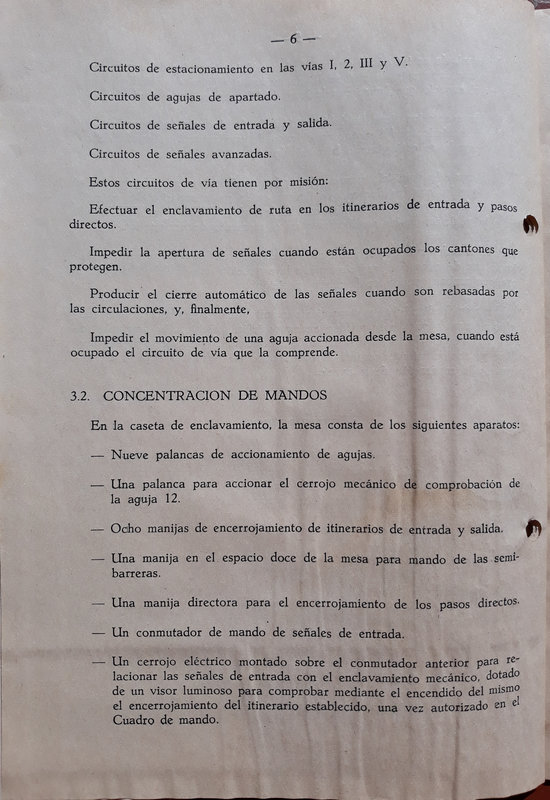 — 6 —
Circuitos de estacionamiento en las vías I, 2, III y V.
Circuitos de agujas de apartado.
Circuitos de señales de entrada y salida.
Circuitos de señales avanzadas.
Estos circuitos de vía tienen por misión:
Efectuar el enclavamiento de ruta en los itinerarios de entrada y pasos
directos.
Impedir la apertura de señales cuando están ocupados los cantones que
protegen.
Producir el cierre automático de las señales cuando son rebasadas por
las circulaciones, y, finalmente,
Impedir el movimiento de una aguja accionada desde la mesa, cuando está
ocupado el circuito de vía que la comprende.
3.2. CONCENTRACION DE MANDOS
En la caseta de enclavamiento, la mesa consta de los siguientes aparatos:
— Nueve palancas de accionamiento de agujas.
— Una palanca para accionar el cerrojo mecánico de comprobación de
la aguja 12.
— Ocho manijas de encerrojamiento de itinerarios de entrada y salida.
— Una manija en el espacio doce de la mesa para mando de las semi-
barreras.
— Una manija directora para el encerrojamiento de los pasos directos.
— Un conmutador de mando de señales de entrada.
— Un cerrojo eléctrico montado sobre el conmutador anterior para re-
lacionar las señales de entrada con el enclavamiento mecánico, dotado
de un visor luminoso para comprobar mediante el encendido del mismo
el encerrojamiento del itinerario establecido, una vez autorizado en el
Cuadro de mando.